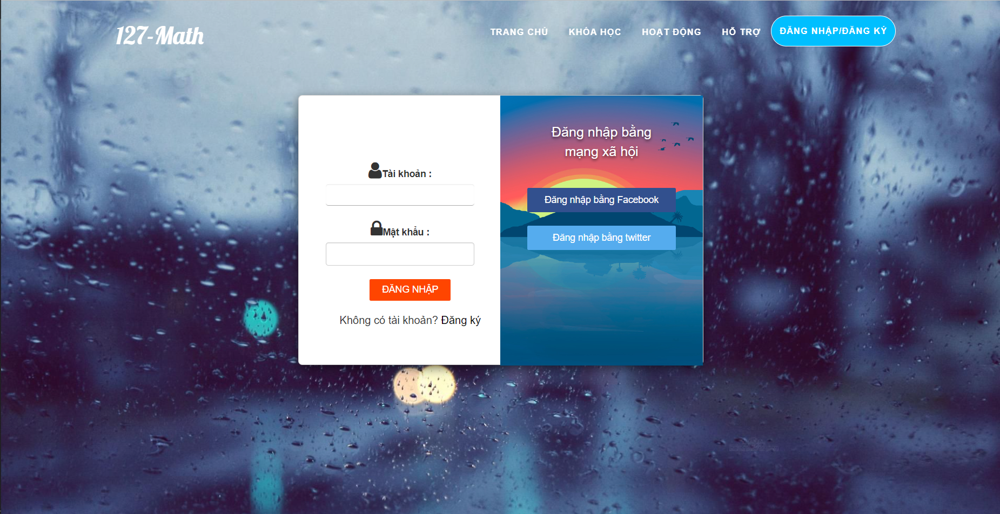 127-Math
TRANG CHỦ
KHÓA HỌC
HOẠT ĐỘNG
HỖ TRỢ
ĐĂNG NHẬP/ĐĂNG KÝ
Tài khoản :
Mật khẩu :
ĐĂNG NHẬP
Không có tài khoản? Đăng ký
Đăng nhập bằng
mạng xã hội
Đăng nhập bằng Facebook
Đăng nhập bằng twitter